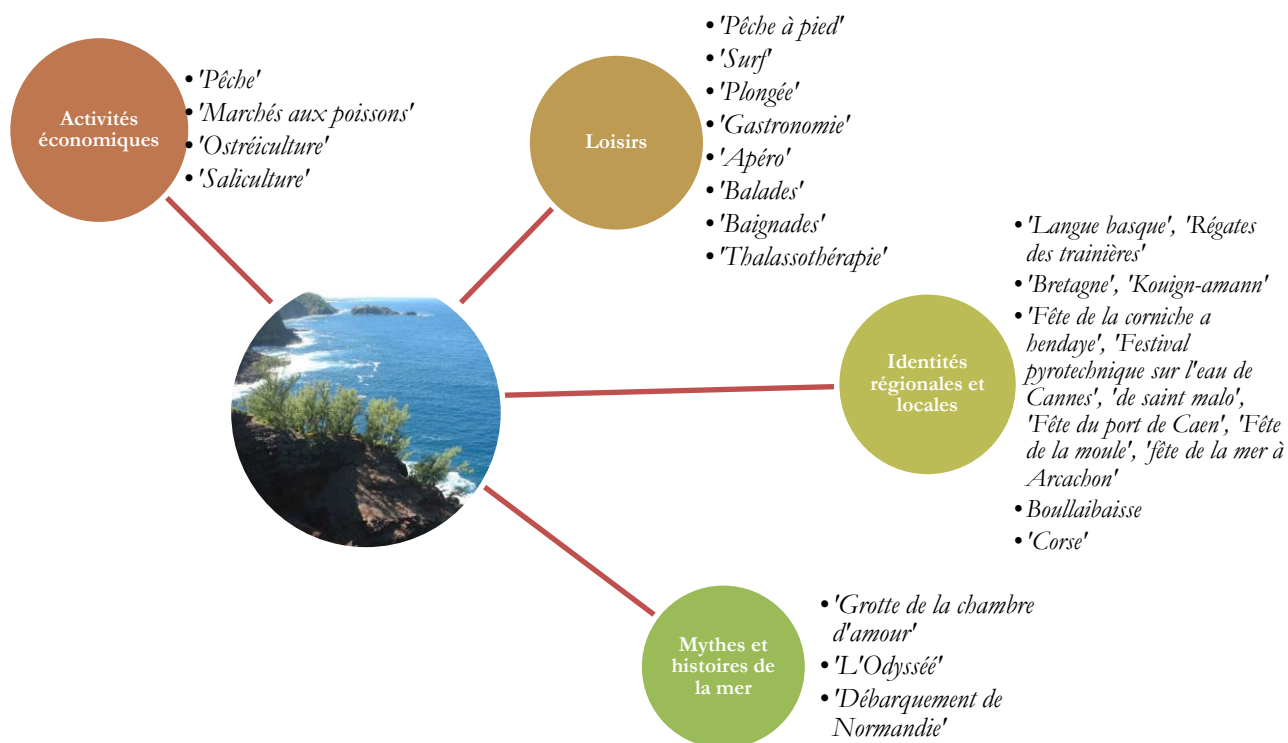 Activités
économiques
•'Pêche'
•'Marchés aux poissons'
•'Ostréiculture'
•'Saliculture'
Loisirs
•'Pêche à pied'
•'Surf'
•'Plongée'
•'Gastronomie'
•'Apéro'
•'Balades'
•'Baignades'
•'Thalassothérapie'
Identités
régionales et
locales
•'Langue basque', 'Régates
des trainières'
•'Bretagne', 'Kouign-amann'
•'Fête de la corniche a
hendaye', 'Festival
pyrotechnique sur l'eau de
Cannes', 'de saint malo',
'Fête du port de Caen', 'Fête
de la moule', 'fête de la mer à
Arcachon'
•Boullaibaisse
•'Corse'
Mythes et
histoires de
la mer
•'Grotte de la chambre
d'amour'
•'L'Odysséé'
•'Débarquement de
Normandie'